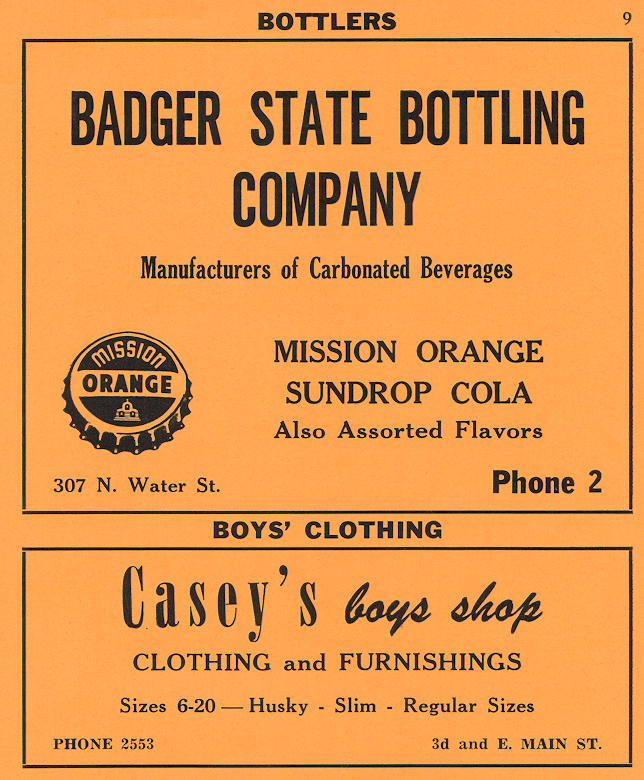 BOTTLERS
9
BADGER STATE BOTTLING
COMPANY
Manufacturers of Carbonated Beverages
MISSION
ORANGE
MISSION ORANGE
SUNDROP COLA
Also Assorted Flavors
307 N. Water St.
Phone 2
BOYS' CLOTHING
Casey's boys shop
CLOTHING and FURNISHINGS
Sizes 6-20 — Husky - Slim - Regular Sizes
PHONE 2553
3d and E. MAIN ST.